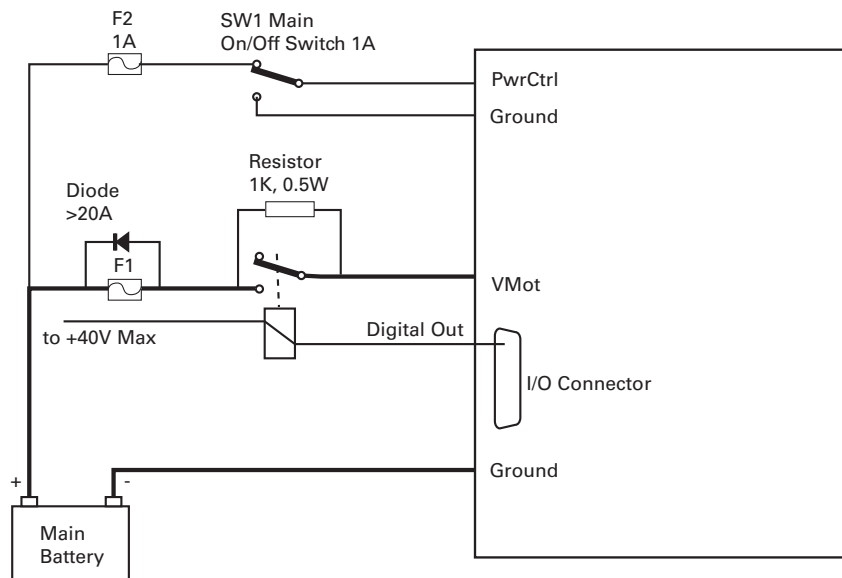 F2
1A
SW1 Main
On/Off Switch 1A
PwrCtrl
Ground
Resistor
1K, 0.5W
Diode
>20A
F1
VMot
to +40V Max
Digital Out
I/O Connector
Ground
+ -
Main
Battery